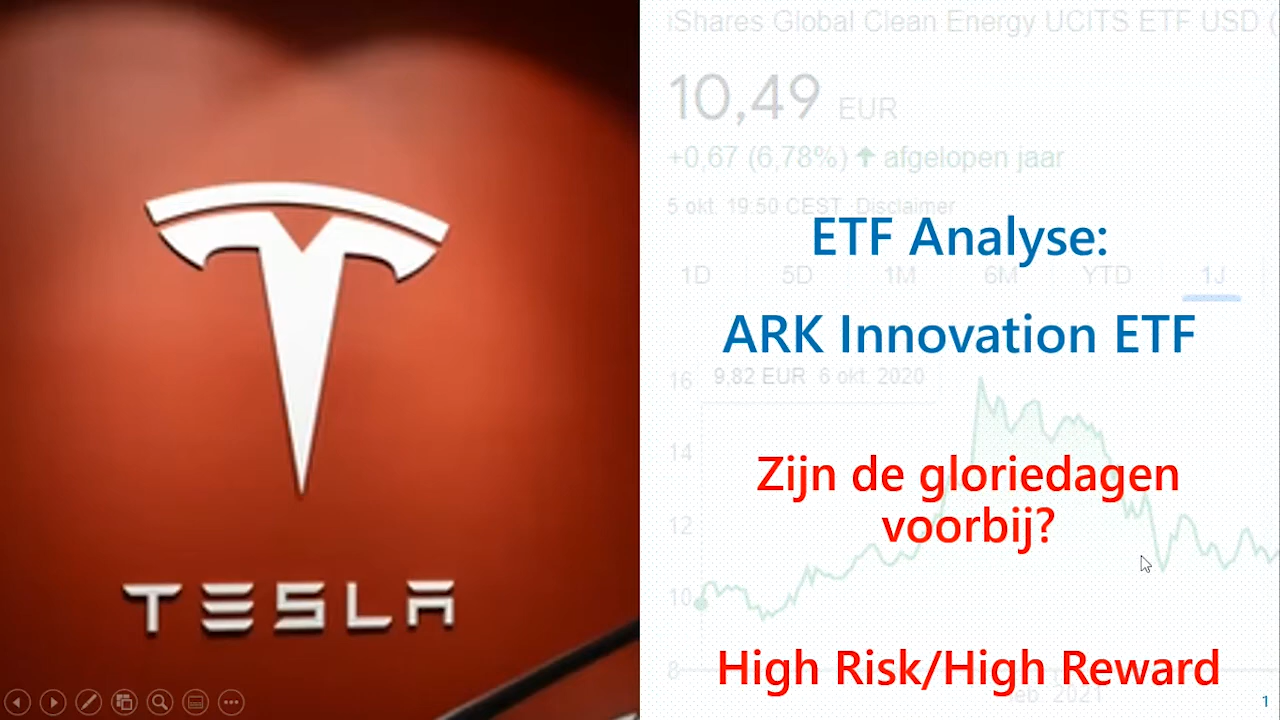 TESLA
iShares Global Clean Energy UCITS ETF USD (
10,49 EUR
+0,67 (6,78%) afgelopen jaar
5 okt. 19:50 CEST Disclaimer
ETF Analyse:
1D 5D 1M 6M YTD 1J
ARK Innovation ETF
16 9,82 EUR 6 okt. 2020
14
Zijn de gloriedagen
voorbij?
12
10
8
High Risk/High Reward
feb. 2021
1